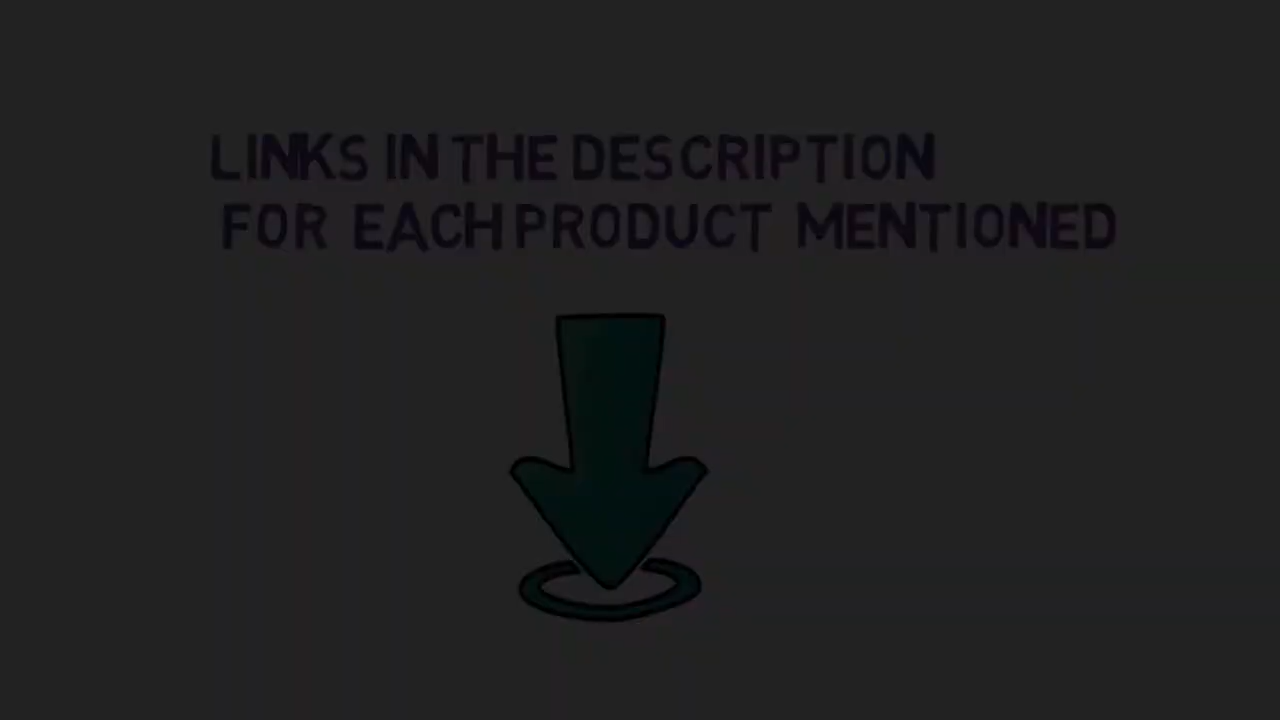 LINKS IN THE DESCRIPTION
FOR EACH PRODUCT MENTIONED